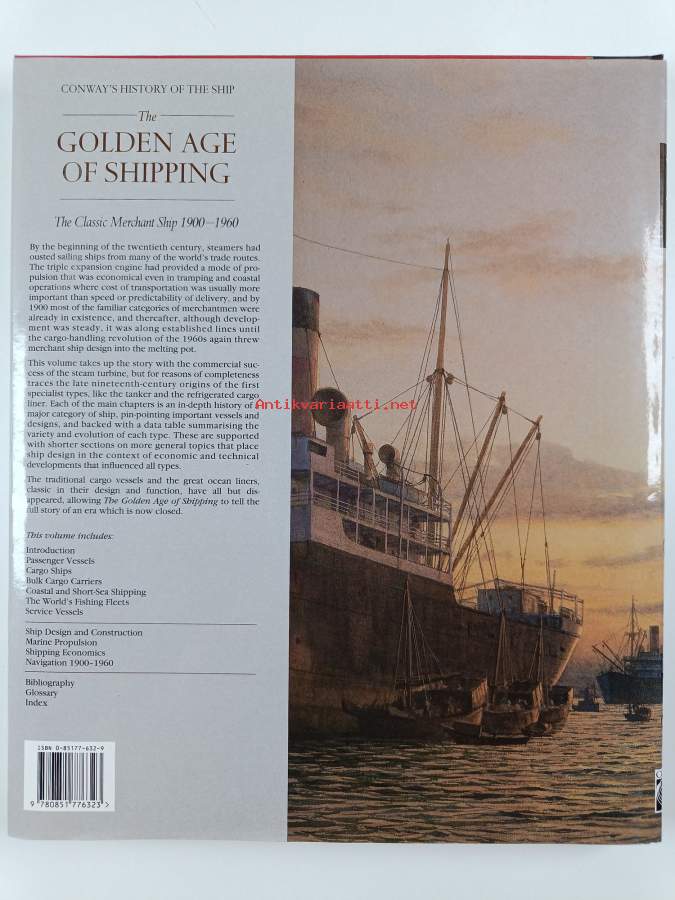 CONWAY'S HISTORY OF THE SHIP
The
GOLDEN AGE
OF SHIPPING
The Classic Merchant Ship 1900–1960
By the beginning of the twentieth century, steamers had
ousted sailing ships from many of the world's trade routes.
The triple expansion engine had provided a mode of pro-
pulsion that was economical even in tramping and coastal
operations where cost of transportation was usually more
important than speed or predictability of delivery, and by
1900 most of the familiar categories of merchantmen were
already in existence, and thereafter, although develop-
ment was steady, it was along established lines until
the cargo-handling revolution of the 1960s again threw
merchant ship design into the melting pot.
This volume takes up the story with the commercial suc-
cess of the steam turbine, but for reasons of completeness
traces the late nineteenth-century origins of the first
specialist types, like the tanker and the refrigerated cargo
liner. Each of the main chapters is an in-depth history of a
major category of ship, pin-pointing important vessels and
designs, and backed with a data table summarising the
variety and evolution of each type. These are supported
with shorter sections on more general topics that place
ship design in the context of economic and technical
developments that influenced all types.
The traditional cargo vessels and the great ocean liners,
classic in their design and function, have all but dis-
appeared, allowing The Golden Age of Shipping to tell the
full story of an era which is now closed.
This volume includes:
Introduction
Passenger Vessels
Cargo Ships
Bulk Cargo Carriers
Coastal and Short-Sea Shipping
The World's Fishing Fleets
Service Vessels
Ship Design and Construction
Marine Propulsion
Shipping Economics
Navigation 1900–1960
Bibliography
Glossary
Index
ISBN 0-85177-632-9
9 780851 776323 >
Antikvariaatti.net